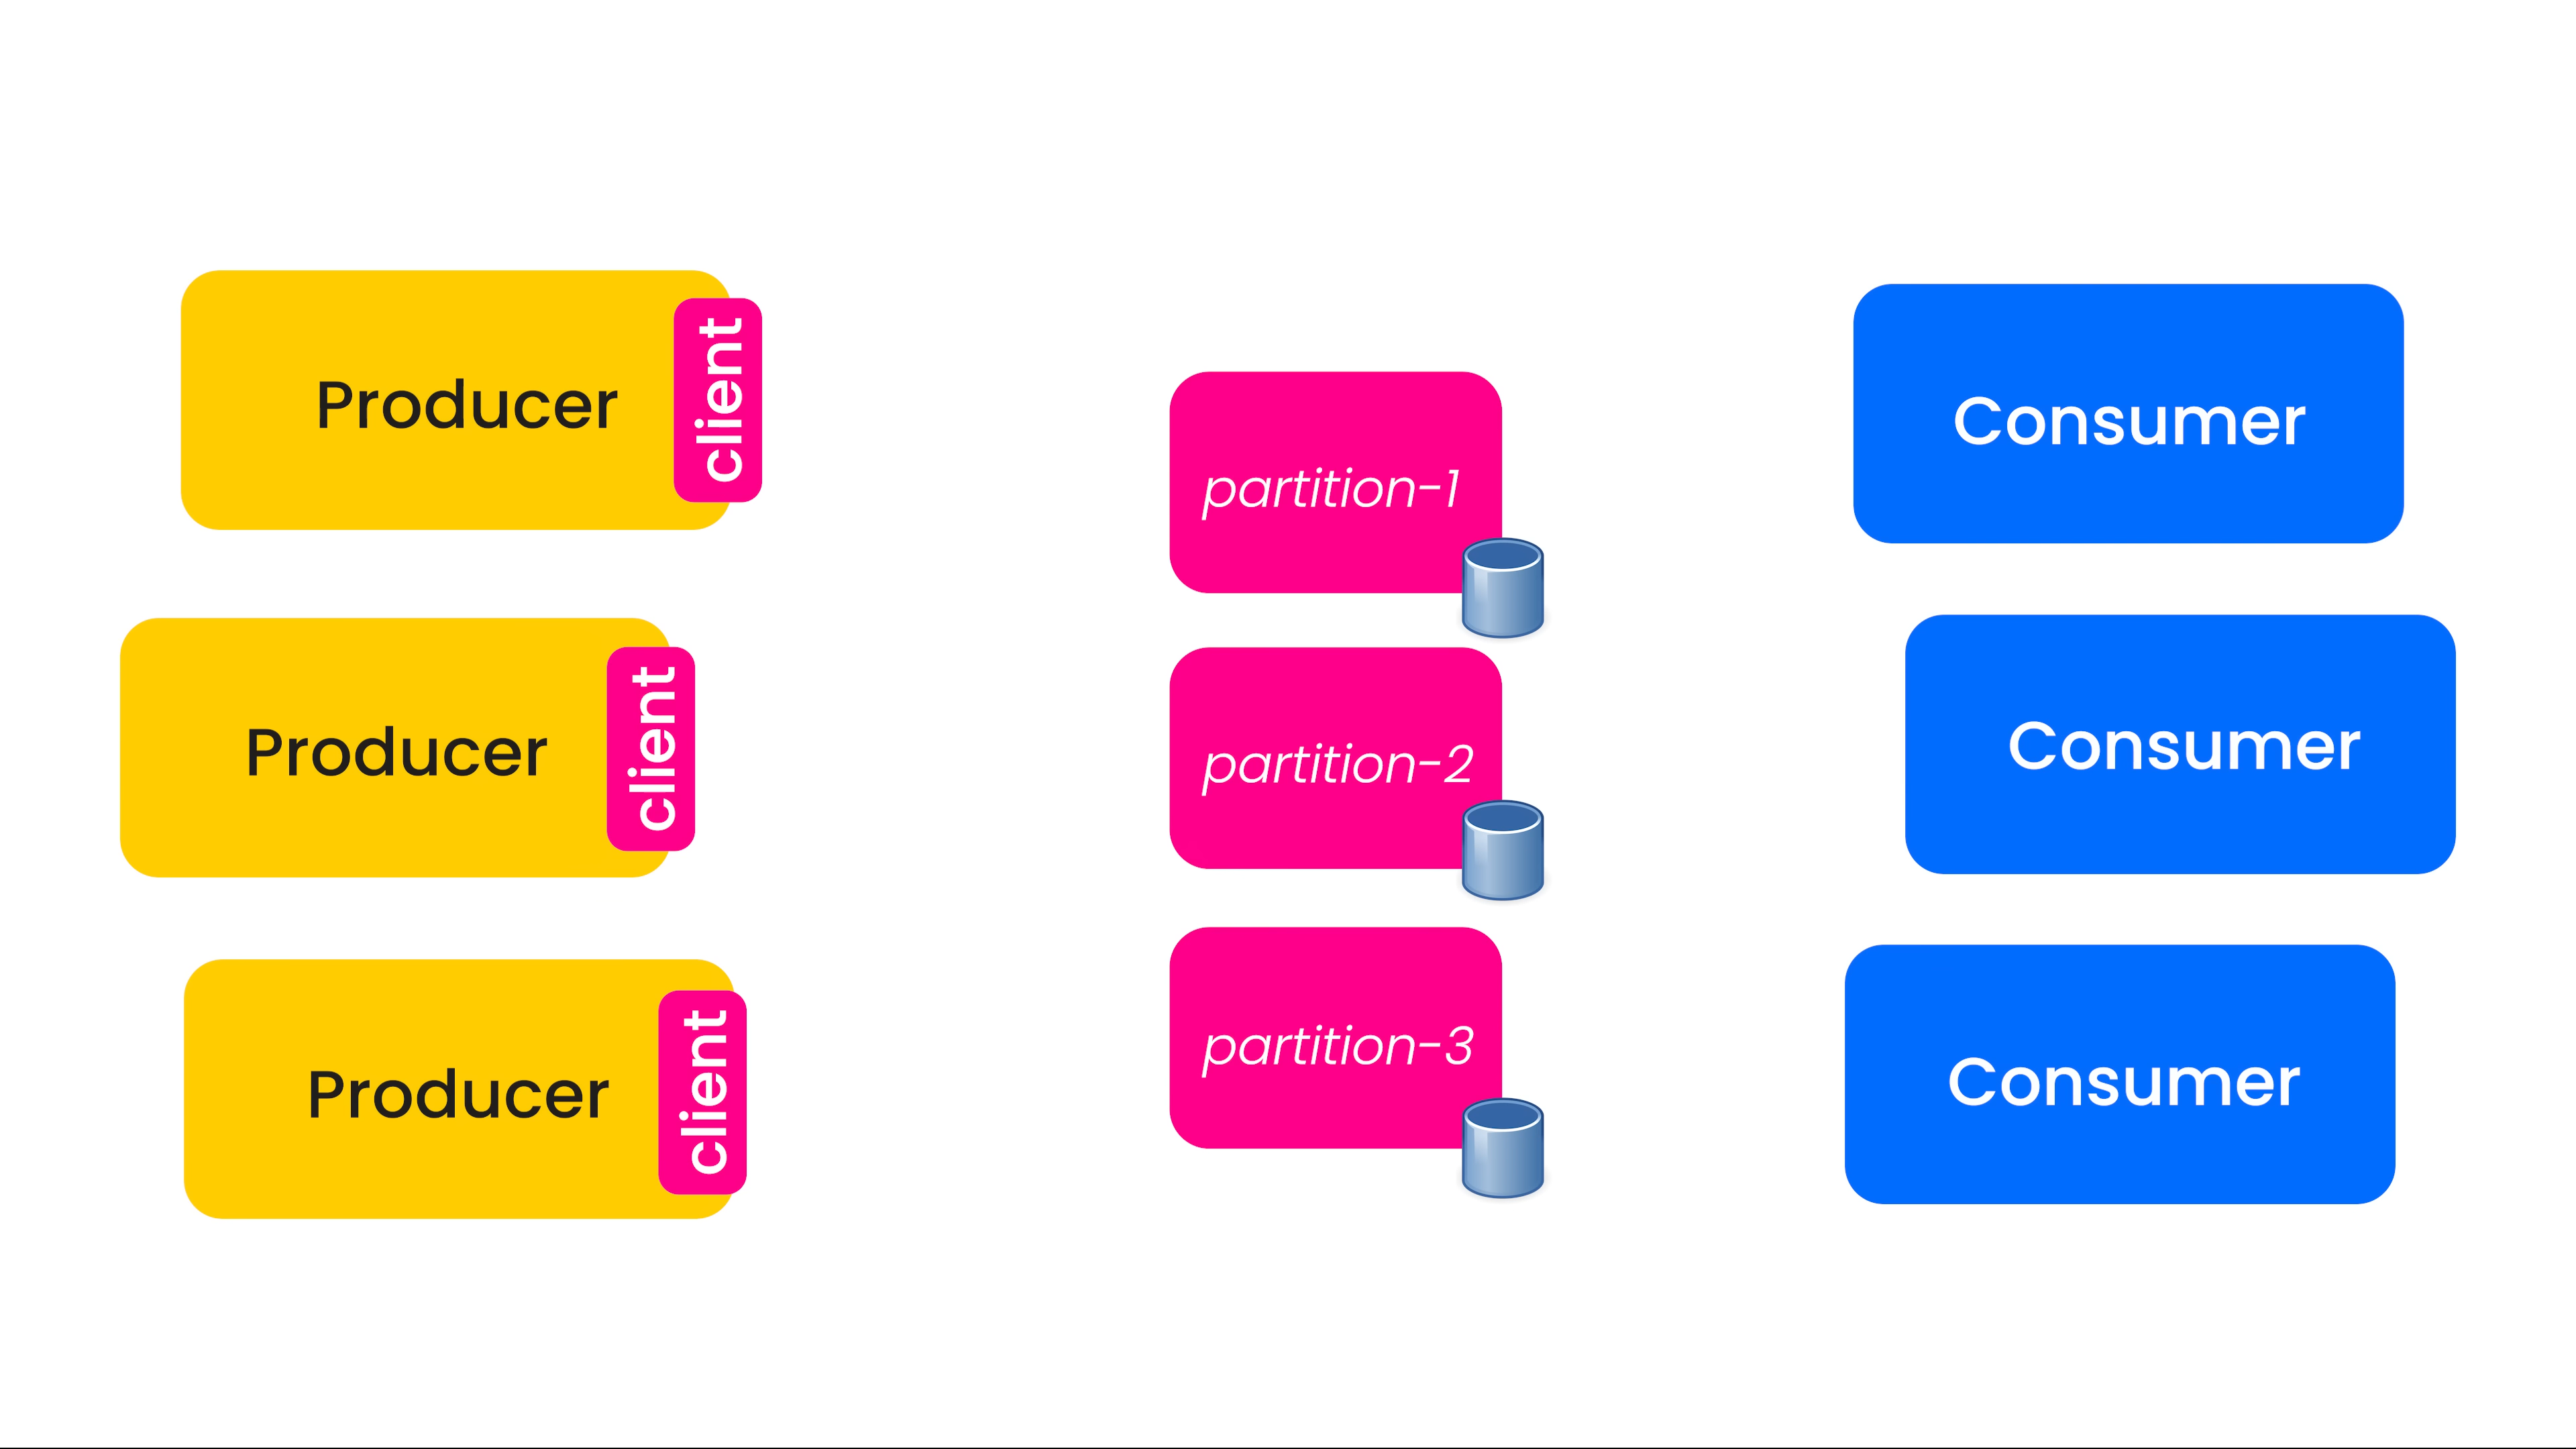 Producer
client
Producer
client
Producer
client
partition-1
partition-2
partition-3
Consumer
Consumer
Consumer